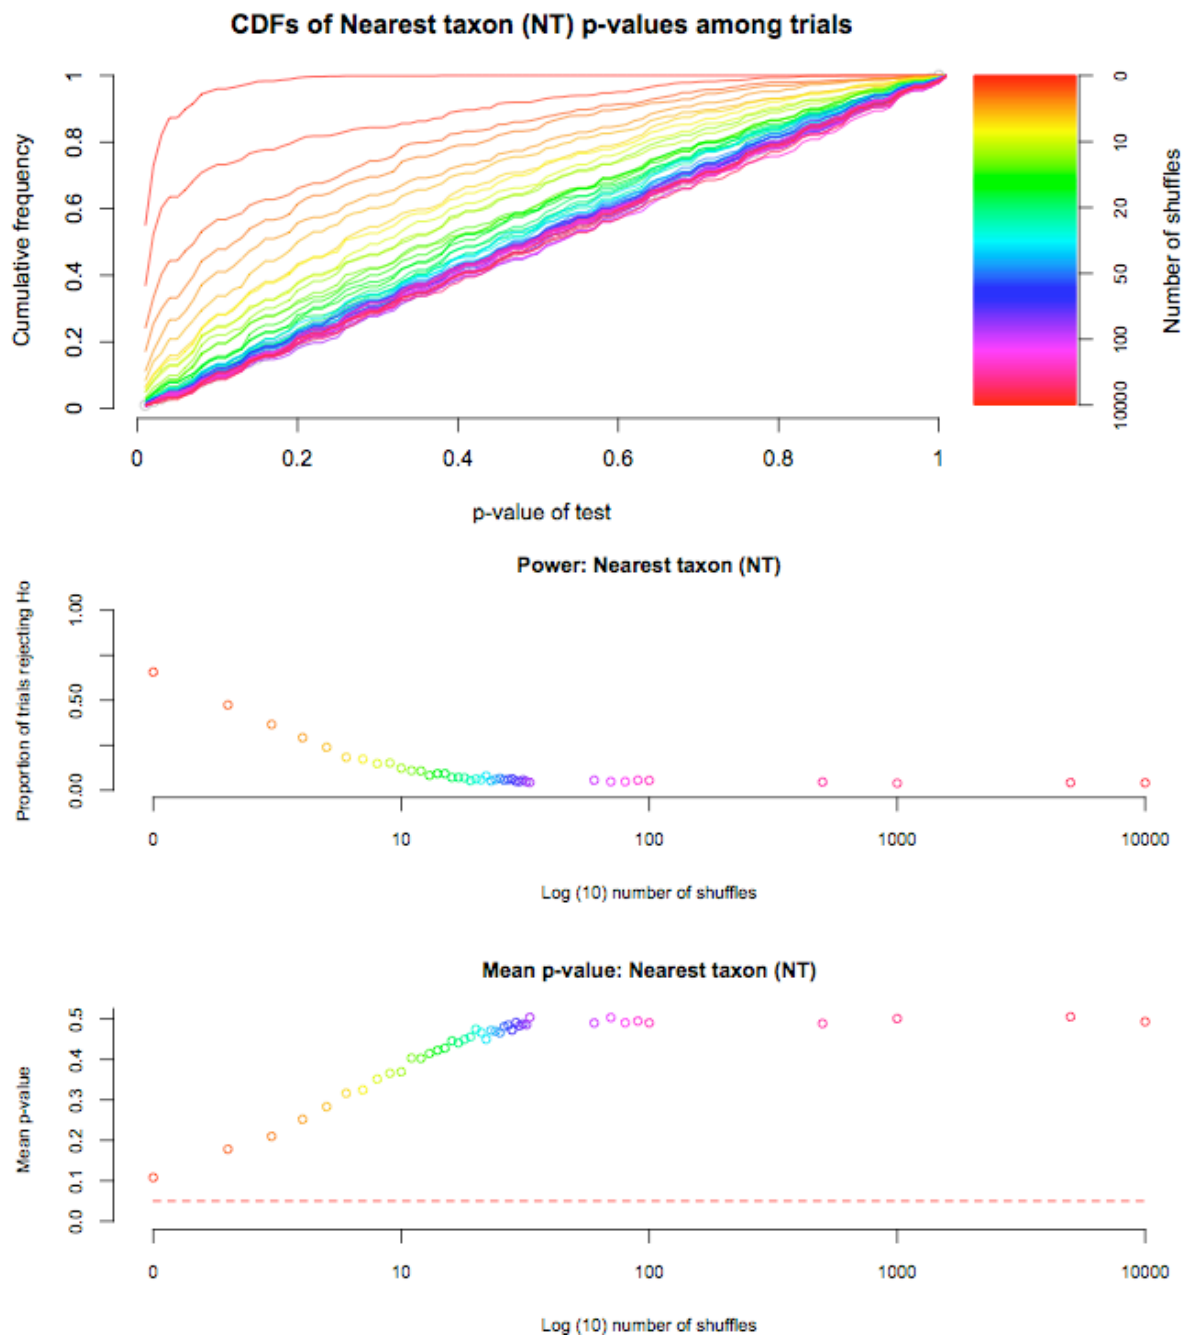 CDFs of Nearest taxon (NT) p-values among trials
Cumulative frequency
1
0.8
0.6
0.4
0.2
0
0 0.2 0.4 0.6 0.8 1
p-value of test
0
10
20
50
100
10000
Number of shuffles
Power: Nearest taxon (NT)
Proportion of trials rejecting Ho
1.00
0.50
0.00
0 10 100 1000 10000
Log (10) number of shuffles
Mean p-value: Nearest taxon (NT)
Mean p-value
0.5
0.4
0.3
0.2
0.1
0.0
0 10 100 1000 10000
Log (10) number of shuffles